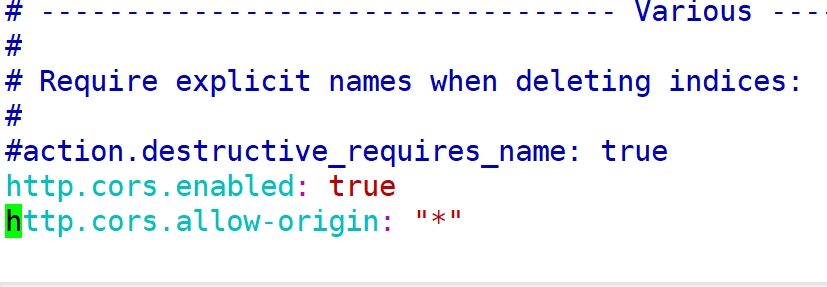 # ---------------------------------- Various ----
#
# Require explicit names when deleting indices:
#
#action.destructive_requires_name: true
http.cors.enabled: true
http.cors.allow-origin: "*"